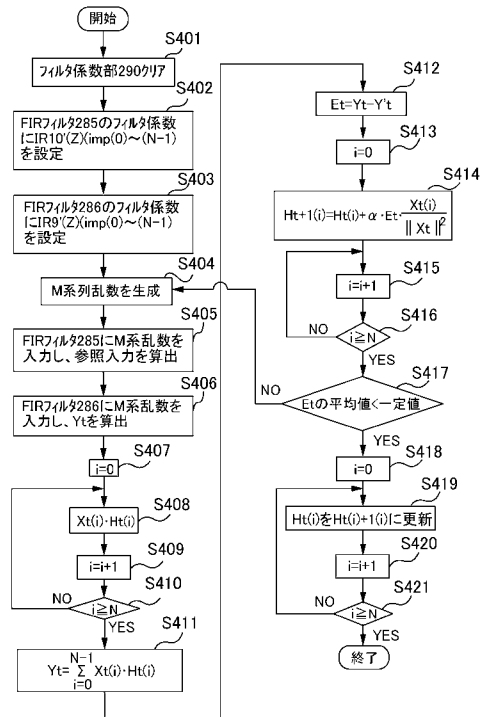 開始
S401
フィルタ係数部290クリア
S402
FIRフィルタ285のフィルタ係数
にIR10'(Z)(imp(0)～(N-1)
を設定
S403
FIRフィルタ286のフィルタ係数
にIR9'(Z)(imp(0)～(N-1)
を設定
S404
M系列乱数を生成
S405
FIRフィルタ285にM系乱数を
入力し、参照入力を算出
S406
FIRフィルタ286にM系乱数を
入力し、Ytを算出
S407
i=0
S408
Xt(i)・Ht(i)
S409
i=i+1
S410
NO
i≧N
YES
S411
N-1
Yt=Σ Xt(i)・Ht(i)
i=0
S412
Et=Yt-Y't
S413
i=0
S414
Xt(i)
Ht+1(i)=Ht(i)+α・Et・
‖Xt‖²
S415
i=i+1
S416
NO
i≧N
YES
S417
NO
Etの平均値<一定値
YES
S418
i=0
S419
Ht(i)をHt(i)+1(i)に更新
S420
i=i+1
S421
NO
i≧N
YES
終了